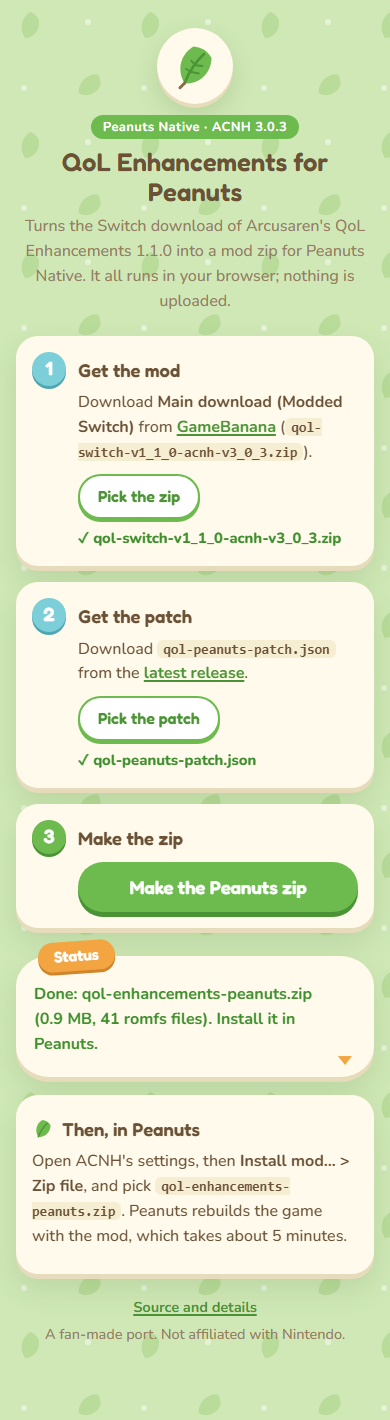 Peanuts Native · ACNH 3.0.3
QoL Enhancements for
Peanuts
Turns the Switch download of Arcusaren's QoL
Enhancements 1.1.0 into a mod zip for Peanuts
Native. It all runs in your browser; nothing is
uploaded.
1
Get the mod
Download Main download (Modded
Switch) from GameBanana ( qol-
switch-v1_1_0-acnh-v3_0_3.zip ).
Pick the zip
✓ qol-switch-v1_1_0-acnh-v3_0_3.zip
2
Get the patch
Download qol-peanuts-patch.json
from the latest release.
Pick the patch
✓ qol-peanuts-patch.json
3
Make the zip
Make the Peanuts zip
Status
Done: qol-enhancements-peanuts.zip
(0.9 MB, 41 romfs files). Install it in
Peanuts.
Then, in Peanuts
Open ACNH's settings, then Install mod... >
Zip file, and pick qol-enhancements-
peanuts.zip . Peanuts rebuilds the game
with the mod, which takes about 5 minutes.
Source and details
A fan-made port. Not affiliated with Nintendo.